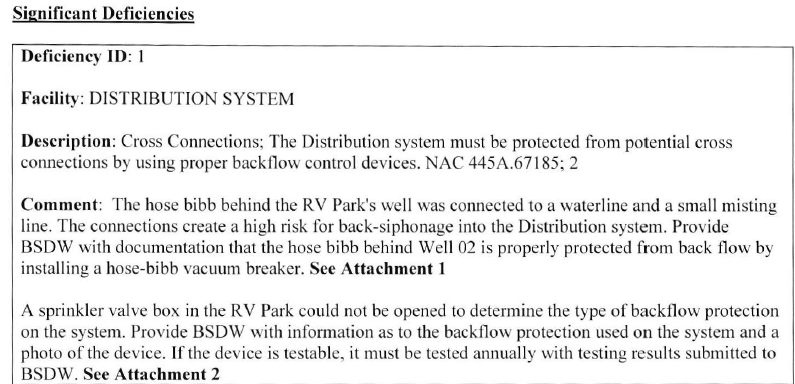 Significant Deficiencies
Deficiency ID: 1
Facility: DISTRIBUTION SYSTEM
Description: Cross Connections; The Distribution system must be protected from potential cross
connections by using proper backflow control devices. NAC 445A.67185; 2
Comment: The hose bibb behind the RV Park's well was connected to a waterline and a small misting
line. The connections create a high risk for back-siphonage into the Distribution system. Provide
BSDW with documentation that the hose bibb behind Well 02 is properly protected from back flow by
installing a hose-bibb vacuum breaker. See Attachment 1
A sprinkler valve box in the RV Park could not be opened to determine the type of backflow protection
on the system. Provide BSDW with information as to the backflow protection used on the system and a
photo of the device. If the device is testable, it must be tested annually with testing results submitted to
BSDW. See Attachment 2